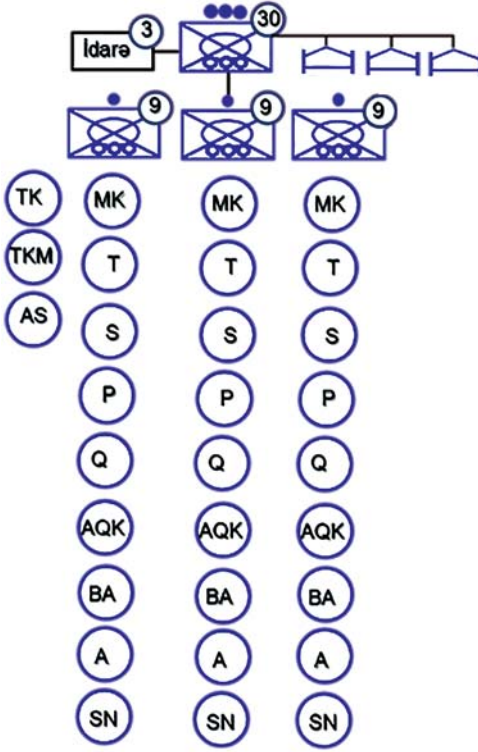 İdarə 3 30
9 9 9
TK MK MK MK
TKM T T T
AS S S S
P P P
Q Q Q
AQK AQK AQK
BA BA BA
A A A
SN SN SN